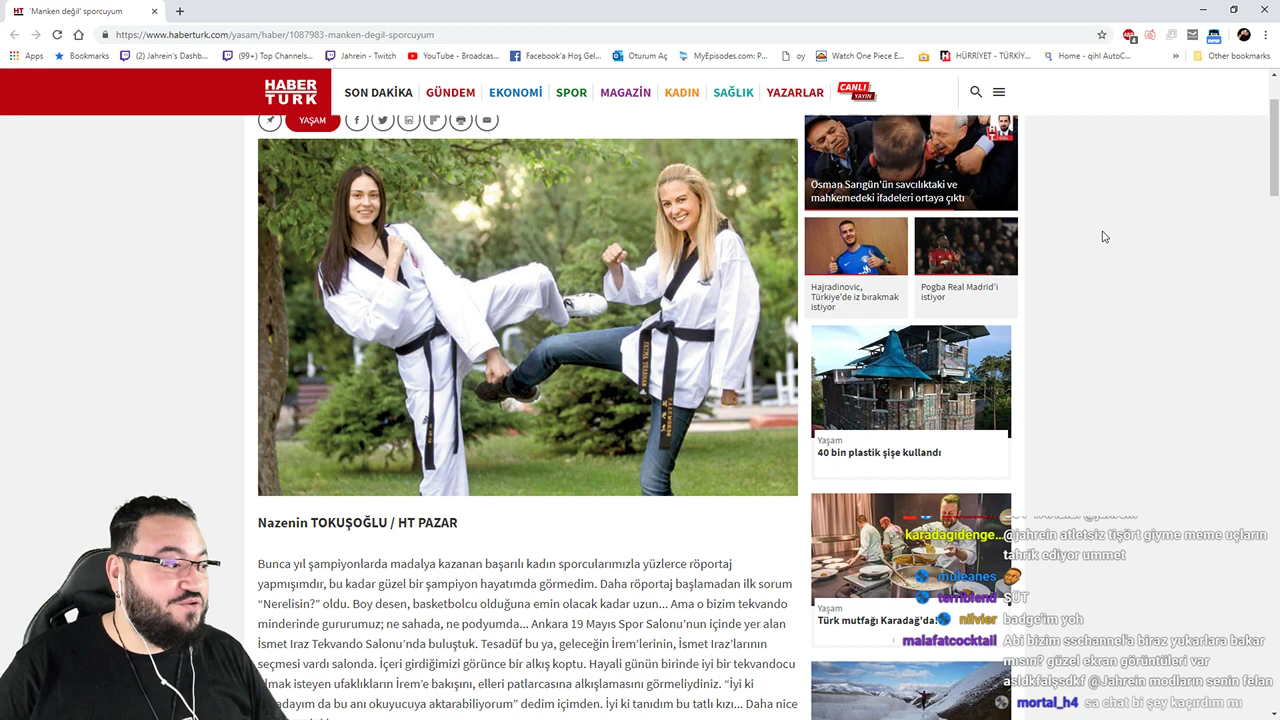 'Manken değil' sporcuyum
https://www.haberturk.com/yasam/haber/1087983-manken-degil-sporcuyum
Apps
Bookmarks
(2) Jahrein's Dashb...
(99+) Top Channels...
Jahrein - Twitch
YouTube - Broadcas...
Facebook'a Hoş Gel...
Oturum Aç
MyEpisodes.com: P...
oy
Watch One Piece E...
HÜRRİYET - TÜRKİY...
Home - qihl AutoC...
Other bookmarks
HABER
TURK
SON DAKİKA
GÜNDEM
EKONOMİ
SPOR
MAGAZİN
KADIN
SAĞLIK
YAZARLAR
CANLI
YAYIN
YAŞAM
Osman Sarıgün'ün savcılıktaki ve
mahkemedeki ifadeleri ortaya çıktı
Hajradinovic,
Türkiye'de iz bırakmak
istiyor
Pogba Real Madrid'i
istiyor
Yaşam
40 bin plastik şişe kullandı
Yaşam
Türk mutfağı Karadağ'da!
Nazenin TOKUŞOĞLU / HT PAZAR
Bunca yıl şampiyonlarda madalya kazanan başarılı kadın sporcularımızla yüzlerce röportaj
yapmışımdır, bu kadar güzel bir şampiyon hayatımda görmedim. Daha röportaj başlamadan ilk sorum
“Nerelisin?” oldu. Boy desen, basketbolcu olduğuna emin olacak kadar uzun... Ama o bizim tekvando
minderinde gururumuz; ne sahada, ne podyumda... Ankara 19 Mayıs Spor Salonu’nun içinde yer alan
İsmet Iraz Tekvando Salonu’nda buluştuk. Tesadüf bu ya, geleceğin İrem’lerinin, İsmet Iraz’larının
seçmesi vardı salonda. İçeri girdiğimizi görünce bir alkış koptu. Hayali günün birinde iyi bir tekvandocu
olmak isteyen ufaklıkların İrem’e bakışını, elleri patlarcasına alkışlamasını görmeliydiniz. “İyi ki
da bu anı okuyucuya aktarabiliyorum” dedim içimden. İyi ki tanıdım bu tatlı kızı... Daha nice
karadagidenge... @jahrein atletsiz tişört giyme meme uçların
tahrik ediyor ummet
muleanes
terriblend SÜT
nilvier badge'im yoh
malafatcocktail Abi bizim sschannel'a biraz yukarlara bakar
mısın? güzel ekran görüntüleri var
asldkfalşsdkf @Jahrein modların senin felen
mortal_h4 sa chat bi şey kaçırdım mı